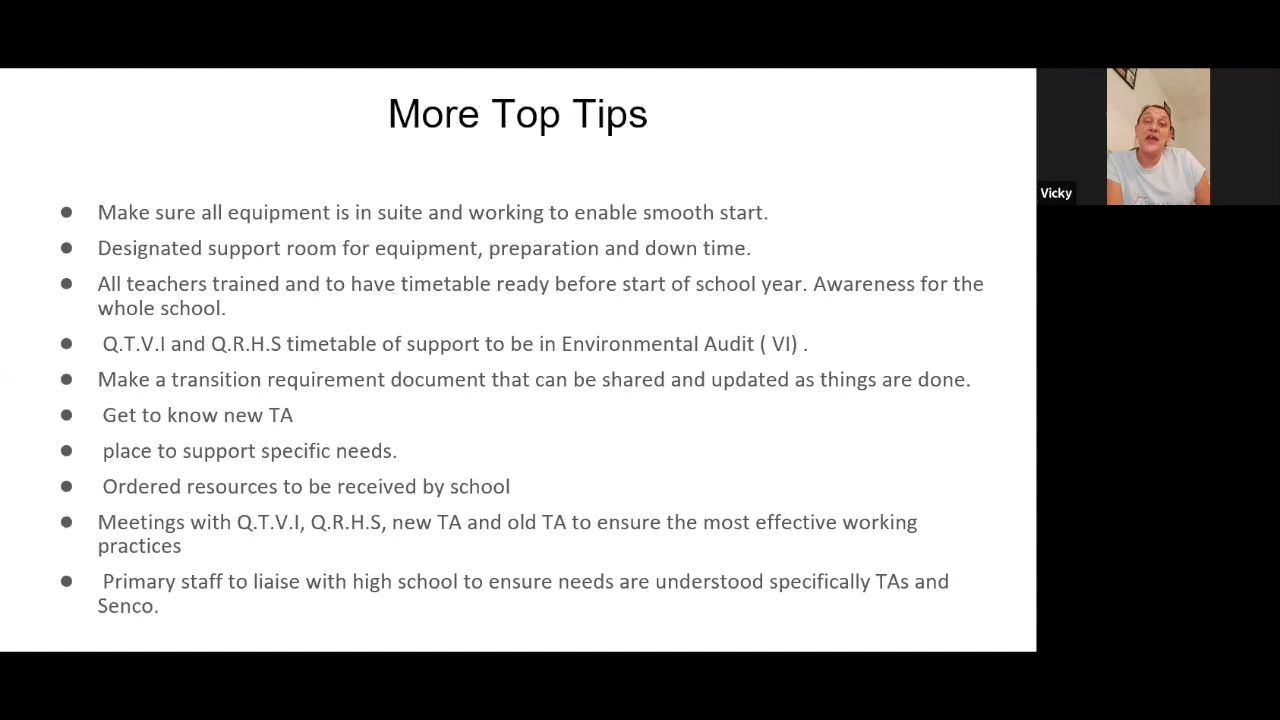 More Top Tips
Make sure all equipment is in suite and working to enable smooth start.
Designated support room for equipment, preparation and down time.
All teachers trained and to have timetable ready before start of school year. Awareness for the
whole school.
Q.T.V.I and Q.R.H.S timetable of support to be in Environmental Audit ( VI) .
Make a transition requirement document that can be shared and updated as things are done.
Get to know new TA
place to support specific needs.
Ordered resources to be received by school
Meetings with Q.T.V.I, Q.R.H.S, new TA and old TA to ensure the most effective working
practices
Primary staff to liaise with high school to ensure needs are understood specifically TAs and
Senco.
Vicky